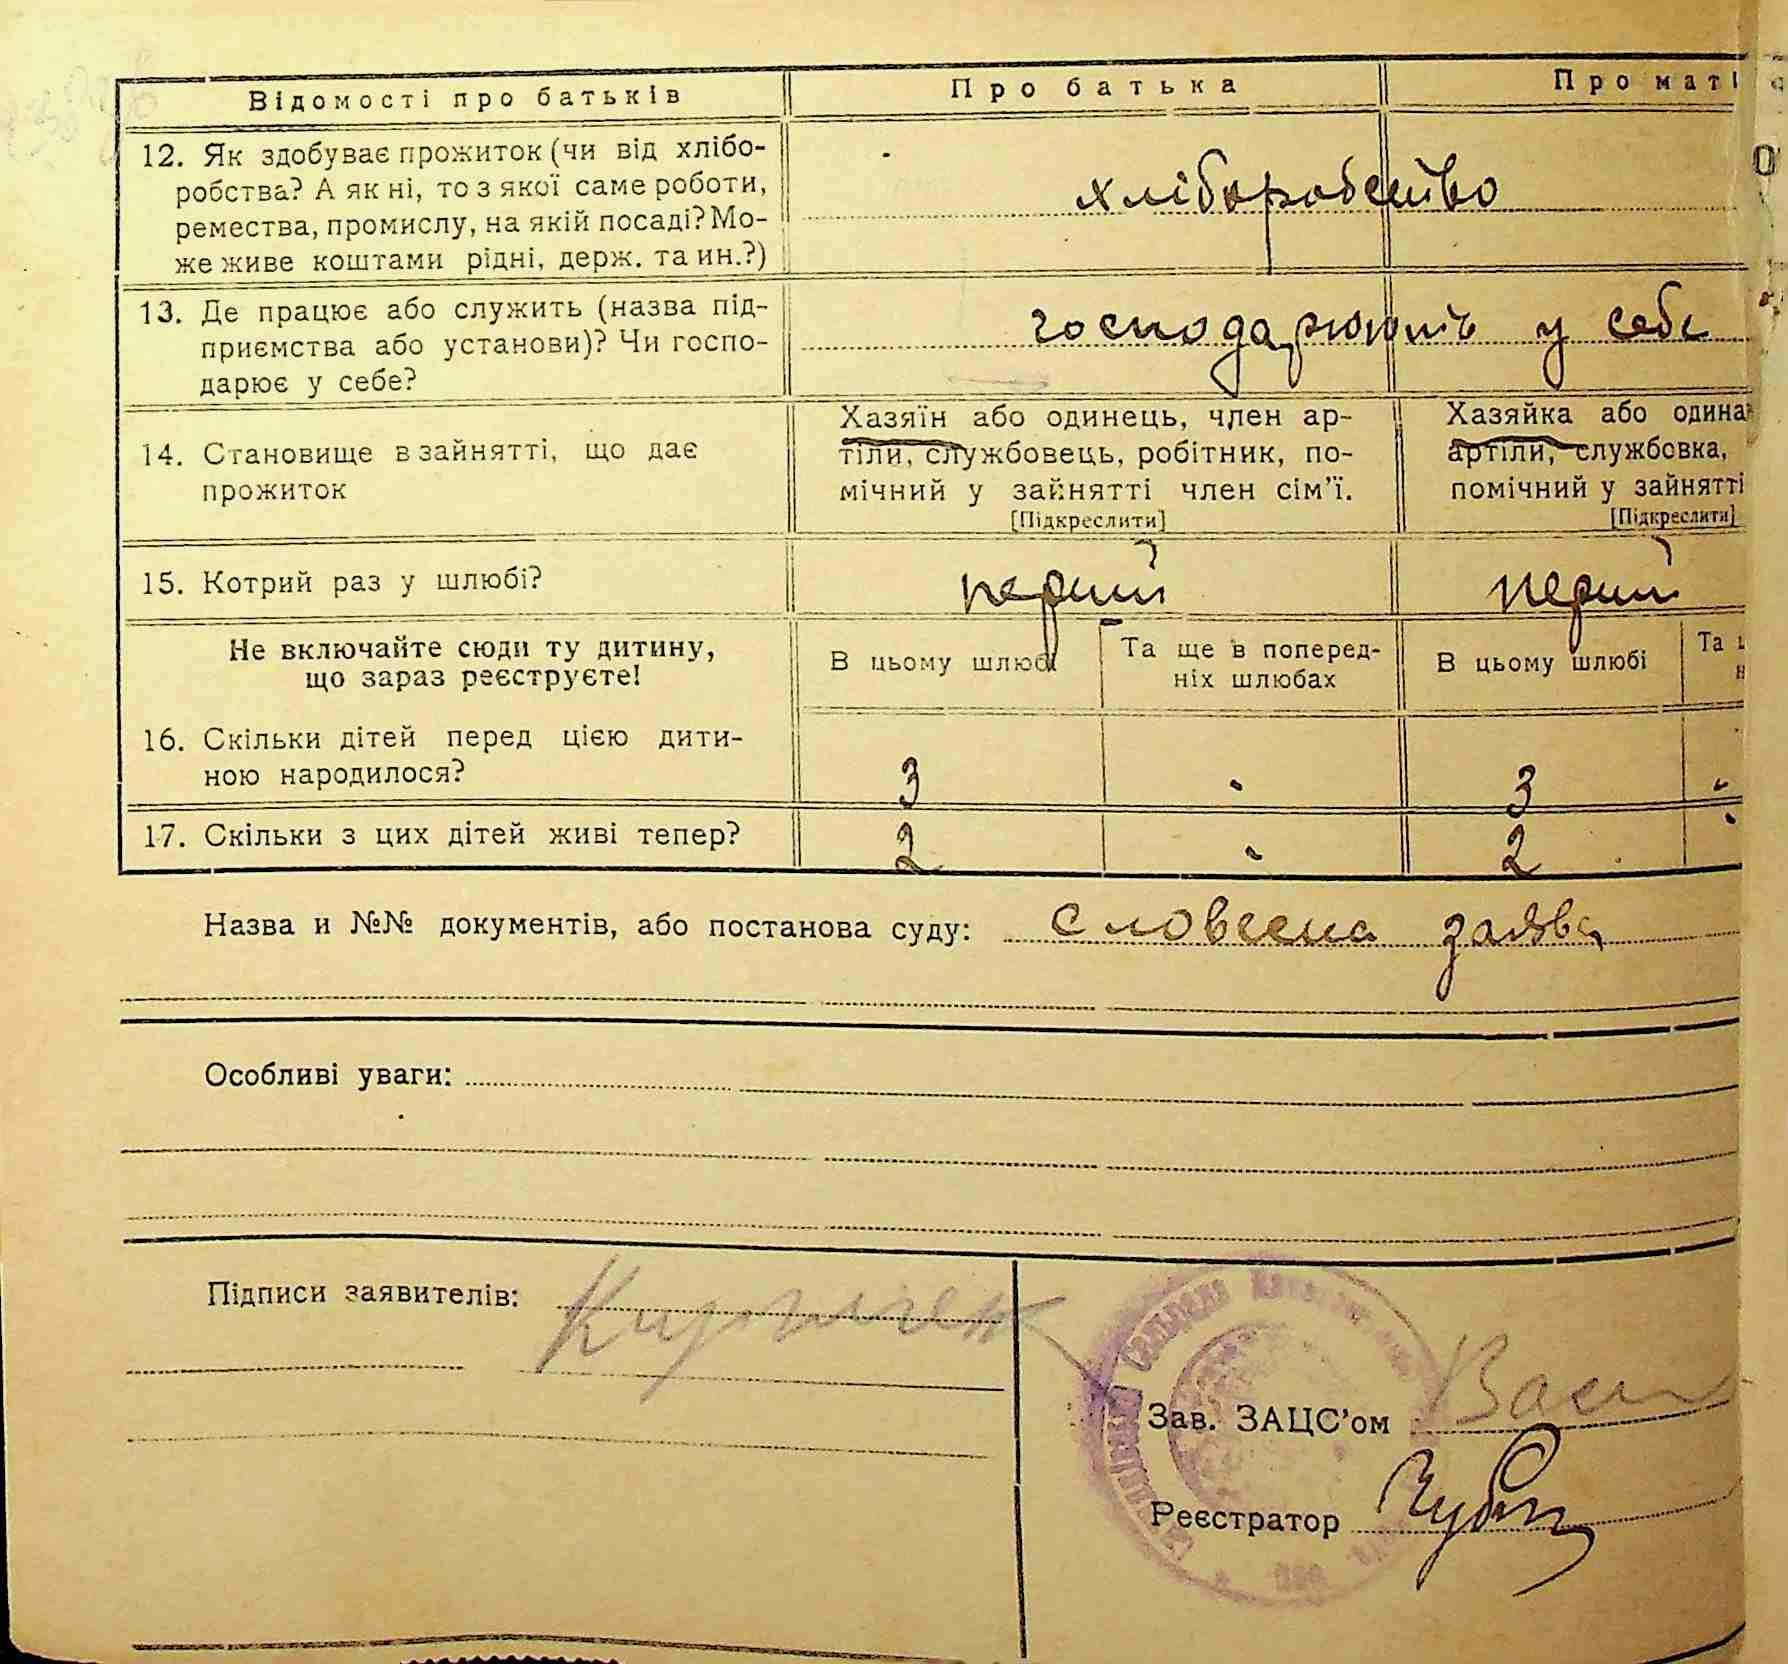 Відомості про батьків
Про батька
Про маті
12. Як здобуває прожиток (чи від хлібо-
робства? А як ні, то з якої саме роботи,
ремества, промислу, на якій посаді? Мо-
же живе коштами рідні, держ. та ин.?)
хліборобство
13. Де працює або служить (назва під-
приємства або установи)? Чи госпо-
дарює у себе?
господарюють у себе
14. Становище в зайнятті, що дає
прожиток
Хазяїн або одинець, член ар-
тіли, службовець, робітник, по-
мічний у зайнятті член сім'ї.
[Підкреслити]
Хазяйка або одина
артіли, службовка,
помічний у зайнятті
[Підкреслити]
15. Котрий раз у шлюбі?
перший
перший
Не включайте сюди ту дитину,
що зараз реєструєте!
В цьому шлюбі
Та ще в поперед-
ніх шлюбах
В цьому шлюбі
Та
16. Скільки дітей перед цією дити-
ною народилося?
3
3
17. Скільки з цих дітей живі тепер?
2
2
Назва и №№ документів, або постанова суду: словесна заява
Особливі уваги:
Підписи заявителів:
Зав. ЗАЦС'ом
Реєстратор